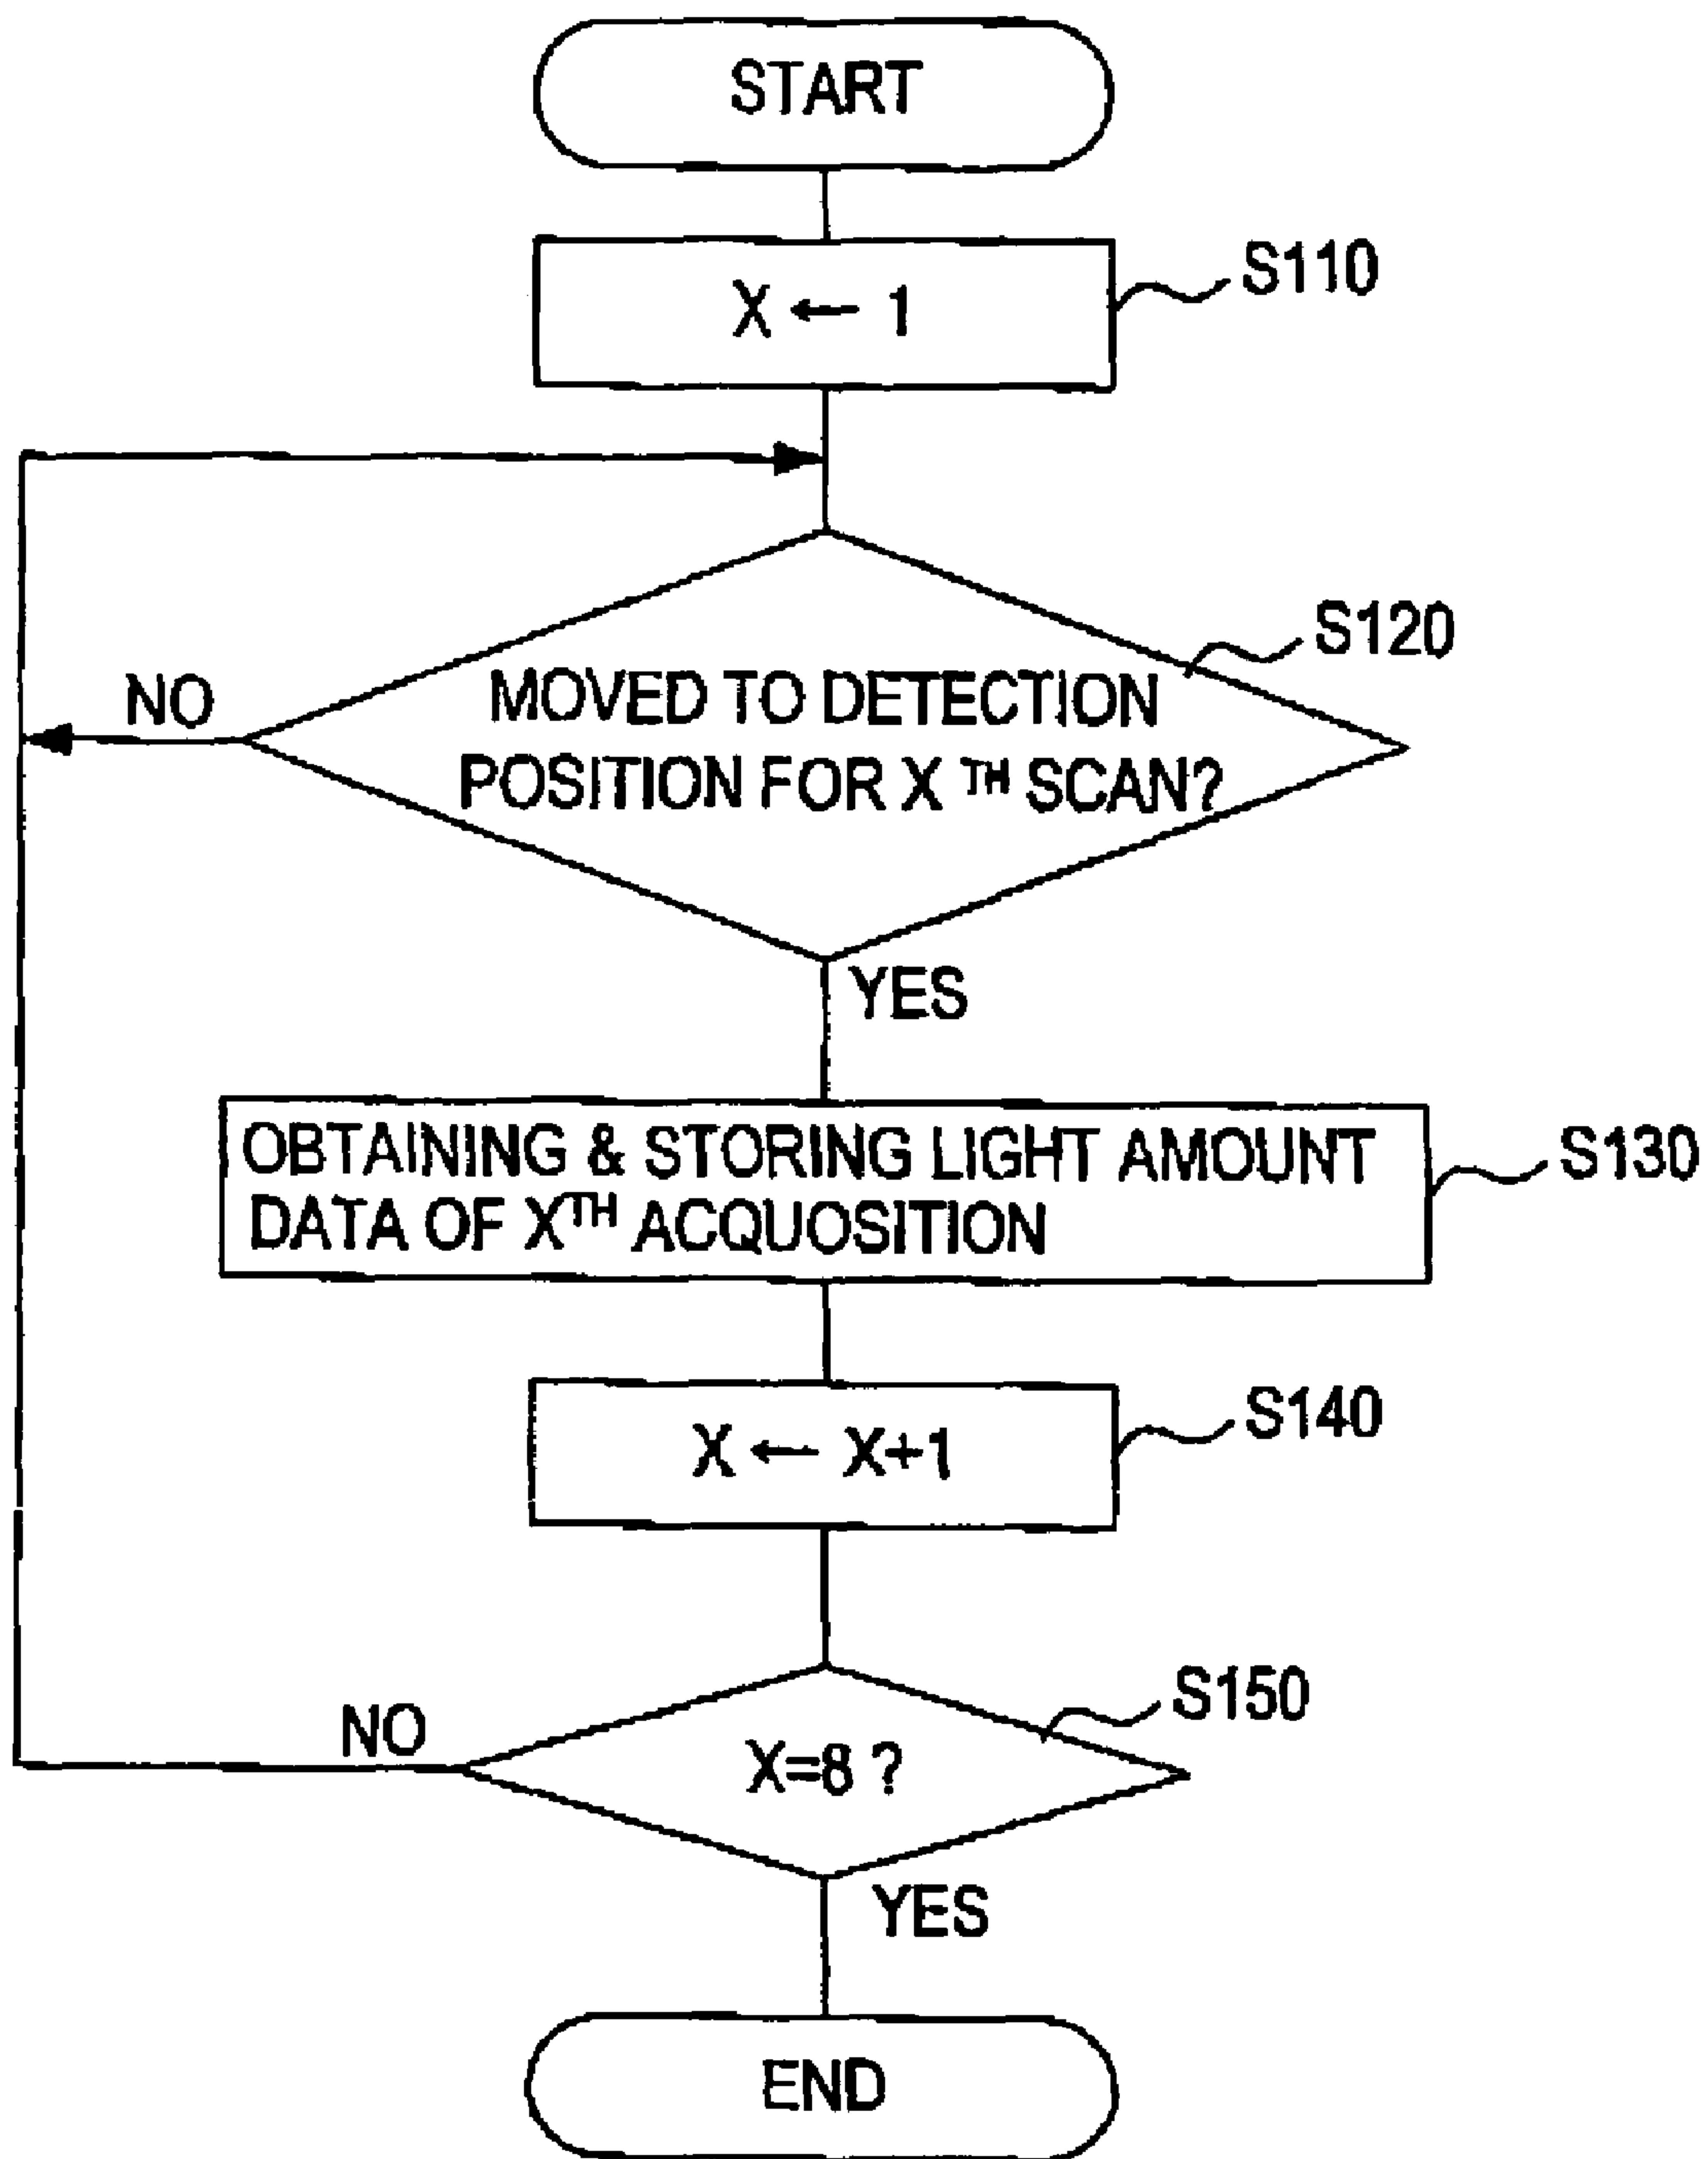 START
X ← 1
S110
S120
MOVED TO DETECTION
POSITION FOR X TH SCAN?
NO
YES
OBTAINING & STORING LIGHT AMOUNT
DATA OF XTH ACQUOSITION
S130
X ← X+1
S140
S150
X=8 ?
NO
YES
END